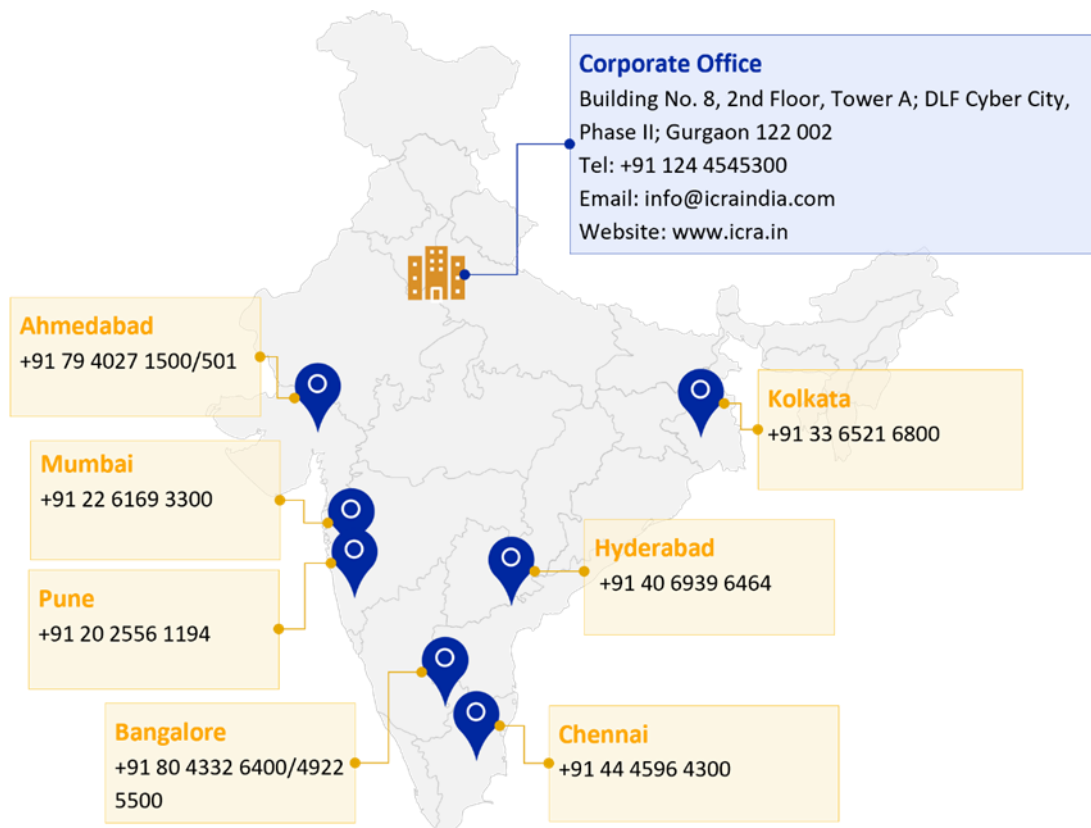 Corporate Office
Building No. 8, 2nd Floor, Tower A; DLF Cyber City,
Phase II; Gurgaon 122 002
Tel: +91 124 4545300
Email: info@icraindia.com
Website: www.icra.in
Ahmedabad
+91 79 4027 1500/501
Kolkata
+91 33 6521 6800
Mumbai
+91 22 6169 3300
Hyderabad
+91 40 6939 6464
Pune
+91 20 2556 1194
Bangalore
+91 80 4332 6400/4922
5500
Chennai
+91 44 4596 4300